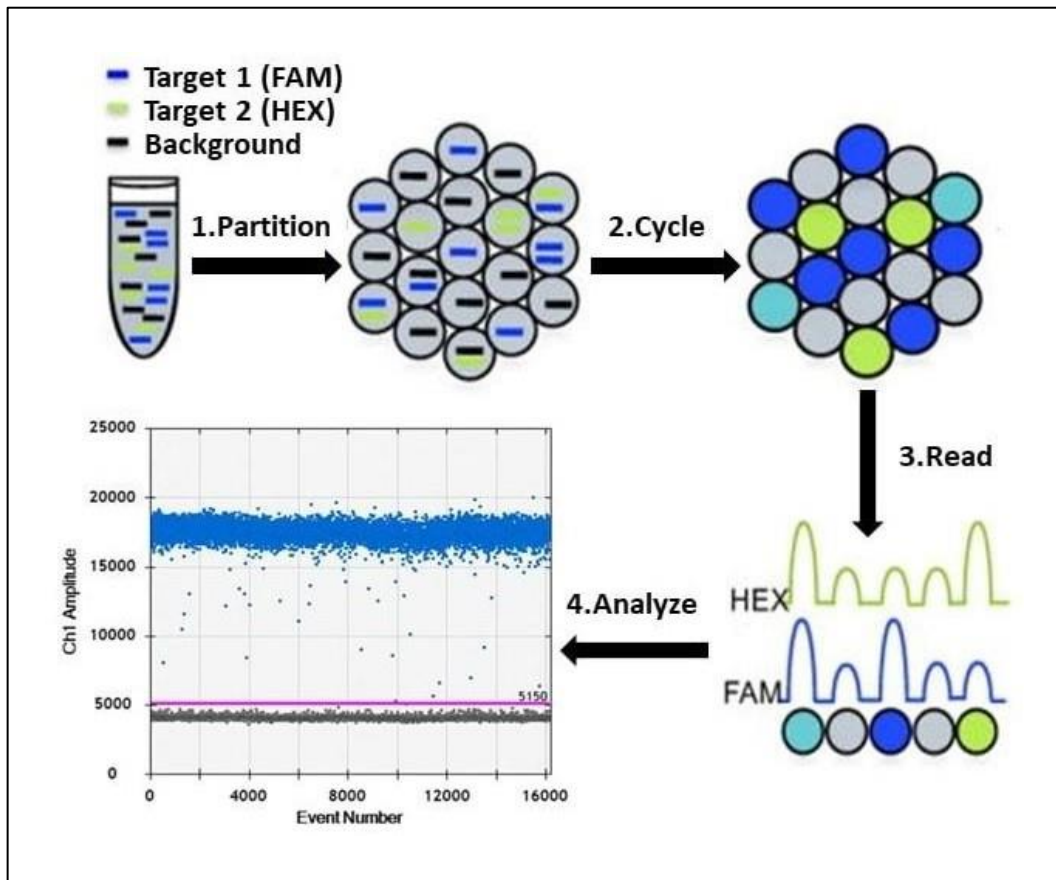 Target 1 (FAM)
Target 2 (HEX)
Background
1.Partition
2.Cycle
3.Read
HEX
FAM
4.Analyze
25000
20000
15000
10000
5000
0
Ch1 Amplitude
5150
0 4000 8000 12000 16000
Event Number